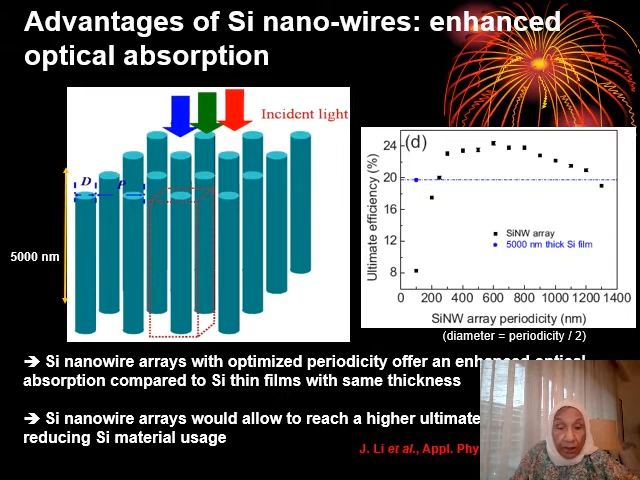 Advantages of Si nano-wires: enhanced
optical absorption
Incident light
D
P
5000 nm
(d)
24
20
16
12
8
Ultimate efficiency (%)
SiNW array
5000 nm thick Si film
0 200 400 600 800 1000 1200 1400
SiNW array periodicity (nm)
(diameter = periodicity / 2)
➔ Si nanowire arrays with optimized periodicity offer an enhanced optical
absorption compared to Si thin films with same thickness
➔ Si nanowire arrays would allow to reach a higher ultimate
reducing Si material usage
J. Li et al., Appl. Phy